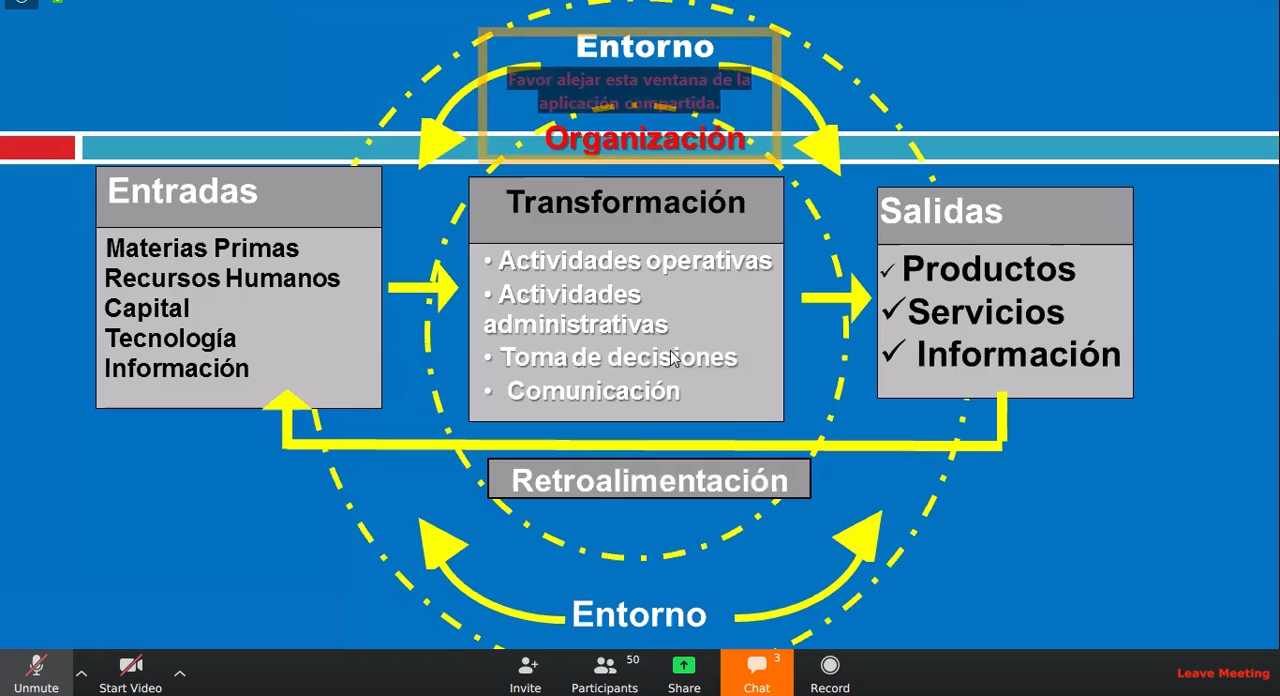 Entorno
Favor alejar esta ventana de la
aplicación compartida.
Organización
Entradas
Materias Primas
Recursos Humanos
Capital
Tecnología
Información
Transformación
• Actividades operativas
• Actividades
administrativas
• Toma de decisiones
• Comunicación
Salidas
✓ Productos
✓ Servicios
✓ Información
Retroalimentación
Entorno
Unmute
Start Video
Invite
50
Participants
Share
3
Chat
Record
Leave Meeting